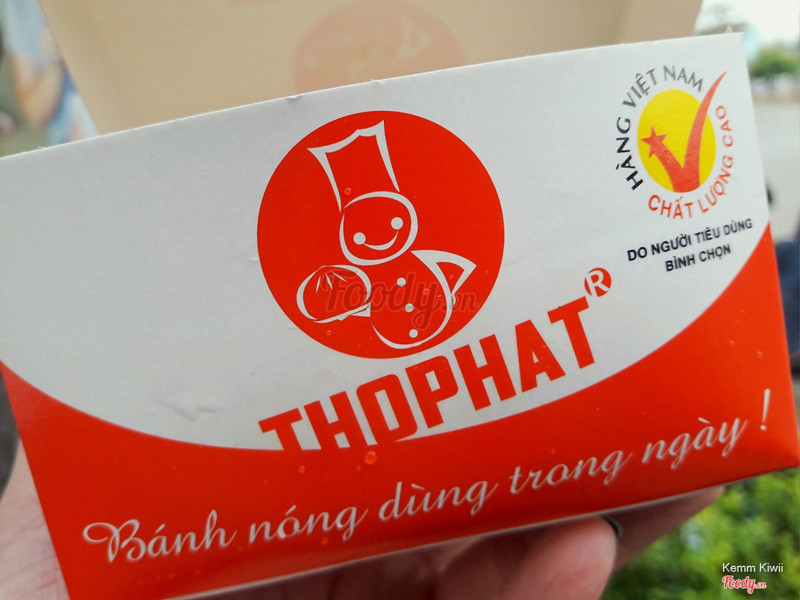 HÀNG VIỆT NAM
CHẤT LƯỢNG CAO
DO NGƯỜI TIÊU DÙNG
BÌNH CHỌN
Foody.vn
THOPHAT®
Bánh nóng dùng trong ngày !
Kemm Kiwii
Foody.vn